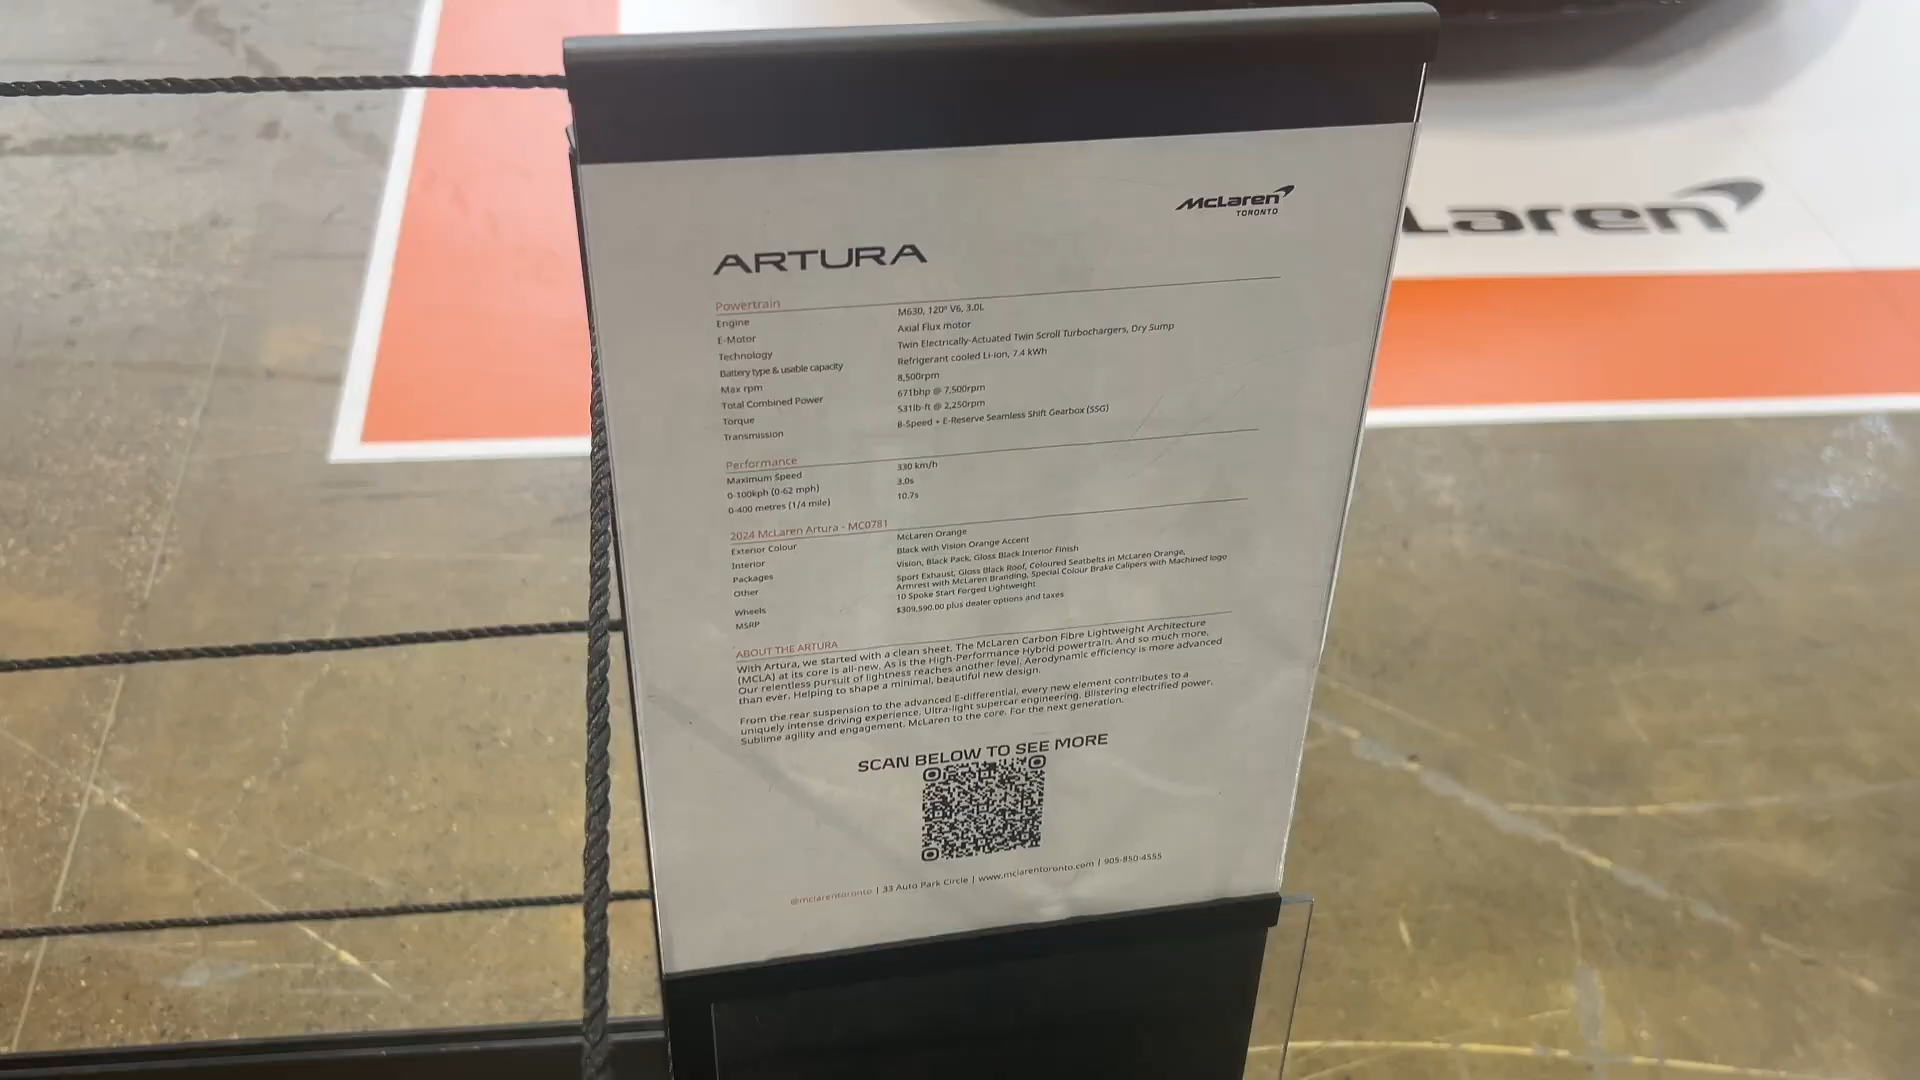 McLaren
TORONTO
ARTURA
Powertrain
Engine M630, 120° V6, 3.0L
E-Motor Axial Flux motor
Technology Twin Electrically-Actuated Twin Scroll Turbochargers, Dry Sump
Battery type & usable capacity Refrigerant cooled Li-ion, 7.4 kWh
Max rpm 8,500rpm
Total Combined Power 671bhp @ 7,500rpm
Torque 531lb-ft @ 2,250rpm
Transmission 8-Speed + E-Reserve Seamless Shift Gearbox (SSG)
Performance
Maximum Speed 330 km/h
0-100kph (0-62 mph) 3.0s
0-400 metres (1/4 mile) 10.7s
2024 McLaren Artura - MC0781
Exterior Colour McLaren Orange
Interior Black with Vision Orange Accent
Packages Vision, Black Pack, Gloss Black Interior Finish
Other Sport Exhaust, Gloss Black Roof, Coloured Seatbelts in McLaren Orange,
Armrest with McLaren Branding, Special Colour Brake Calipers with Machined logo
Wheels 10 Spoke Start Forged Lightweight
MSRP $309,590.00 plus dealer options and taxes
ABOUT THE ARTURA
With Artura, we started with a clean sheet. The McLaren Carbon Fibre Lightweight Architecture
(MCLA) at its core is all-new. As is the High-Performance Hybrid powertrain. And so much more.
Our relentless pursuit of lightness reaches another level. Aerodynamic efficiency is more advanced
than ever. Helping to shape a minimal, beautiful new design.
From the rear suspension to the advanced E-differential, every new element contributes to a
uniquely intense driving experience. Ultra-light supercar engineering. Blistering electrified power.
Sublime agility and engagement. McLaren to the core. For the next generation.
SCAN BELOW TO SEE MORE
@mclarentoronto | 33 Auto Park Circle | www.mclarentoronto.com | 905-850-4555
laren